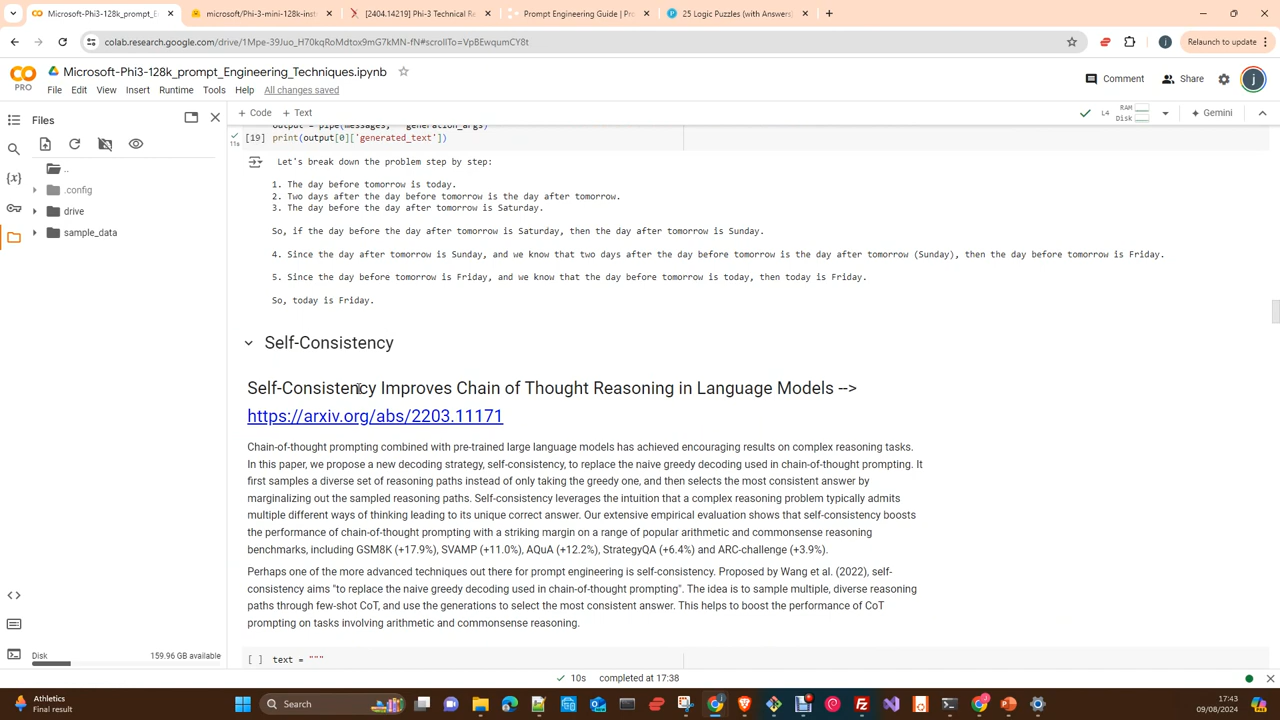 Microsoft-Phi3-128k_prompt_E
microsoft/Phi-3-mini-128k-inst
[2404.14219] Phi-3 Technical Re
Prompt Engineering Guide | Pro
25 Logic Puzzles (with Answers)
colab.research.google.com/drive/1Mpe-39Juo_H70kqRoMdtox9mG7kMN-fN#scrollTo=VpBEwqumCY8t
Relaunch to update
PRO
Microsoft-Phi3-128k_prompt_Engineering_Techniques.ipynb
File Edit View Insert Runtime Tools Help All changes saved
Comment Share
Files
+ Code + Text
L4 RAM Disk
Gemini
..
.config
drive
sample_data
output = pipe(messages, **generation_args)
[19] print(output[0]['generated_text'])
11s
Let's break down the problem step by step:
1. The day before tomorrow is today.
2. Two days after the day before tomorrow is the day after tomorrow.
3. The day before the day after tomorrow is Saturday.
So, if the day before the day after tomorrow is Saturday, then the day after tomorrow is Sunday.
4. Since the day after tomorrow is Sunday, and we know that two days after the day before tomorrow is the day after tomorrow (Sunday), then the day before tomorrow is Friday.
5. Since the day before tomorrow is Friday, and we know that the day before tomorrow is today, then today is Friday.
So, today is Friday.
Self-Consistency
Self-Consistency Improves Chain of Thought Reasoning in Language Models -->
https://arxiv.org/abs/2203.11171
Chain-of-thought prompting combined with pre-trained large language models has achieved encouraging results on complex reasoning tasks.
In this paper, we propose a new decoding strategy, self-consistency, to replace the naive greedy decoding used in chain-of-thought prompting. It
first samples a diverse set of reasoning paths instead of only taking the greedy one, and then selects the most consistent answer by
marginalizing out the sampled reasoning paths. Self-consistency leverages the intuition that a complex reasoning problem typically admits
multiple different ways of thinking leading to its unique correct answer. Our extensive empirical evaluation shows that self-consistency boosts
the performance of chain-of-thought prompting with a striking margin on a range of popular arithmetic and commonsense reasoning
benchmarks, including GSM8K (+17.9%), SVAMP (+11.0%), AQuA (+12.2%), StrategyQA (+6.4%) and ARC-challenge (+3.9%).
Perhaps one of the more advanced techniques out there for prompt engineering is self-consistency. Proposed by Wang et al. (2022), self-
consistency aims "to replace the naive greedy decoding used in chain-of-thought prompting". The idea is to sample multiple, diverse reasoning
paths through few-shot CoT, and use the generations to select the most consistent answer. This helps to boost the performance of CoT
prompting on tasks involving arithmetic and commonsense reasoning.
[ ] text = """
Disk 159.96 GB available
10s completed at 17:38
Athletics
Final result
Search
17:43
09/08/2024